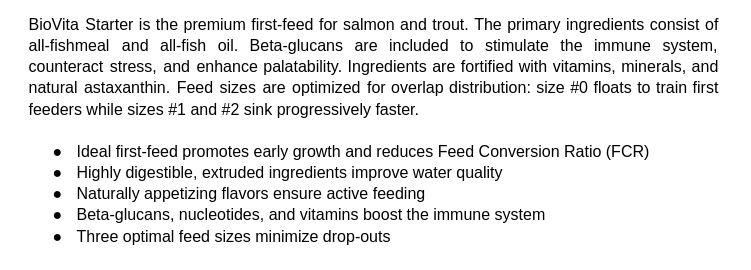 BioVita Starter is the premium first-feed for salmon and trout. The primary ingredients consist of
all-fishmeal and all-fish oil. Beta-glucans are included to stimulate the immune system,
counteract stress, and enhance palatability. Ingredients are fortified with vitamins, minerals, and
natural astaxanthin. Feed sizes are optimized for overlap distribution: size #0 floats to train first
feeders while sizes #1 and #2 sink progressively faster.
● Ideal first-feed promotes early growth and reduces Feed Conversion Ratio (FCR)
● Highly digestible, extruded ingredients improve water quality
● Naturally appetizing flavors ensure active feeding
● Beta-glucans, nucleotides, and vitamins boost the immune system
● Three optimal feed sizes minimize drop-outs